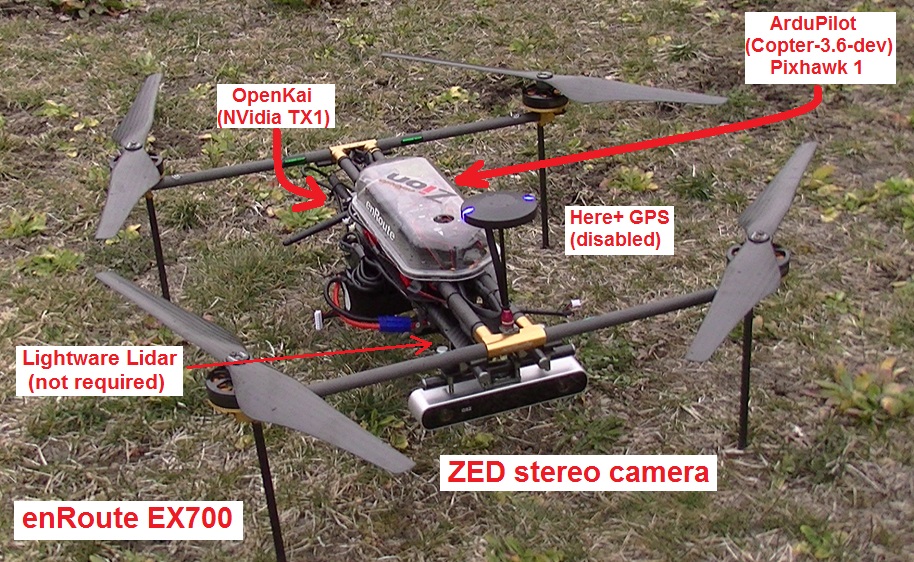 ArduPilot
(Copter-3.6-dev)
Pixhawk 1
OpenKai
(NVidia TX1)
Zion
enRoute
Here+ GPS
(disabled)
Lightware Lidar
(not required)
ZED stereo camera
enRoute EX700